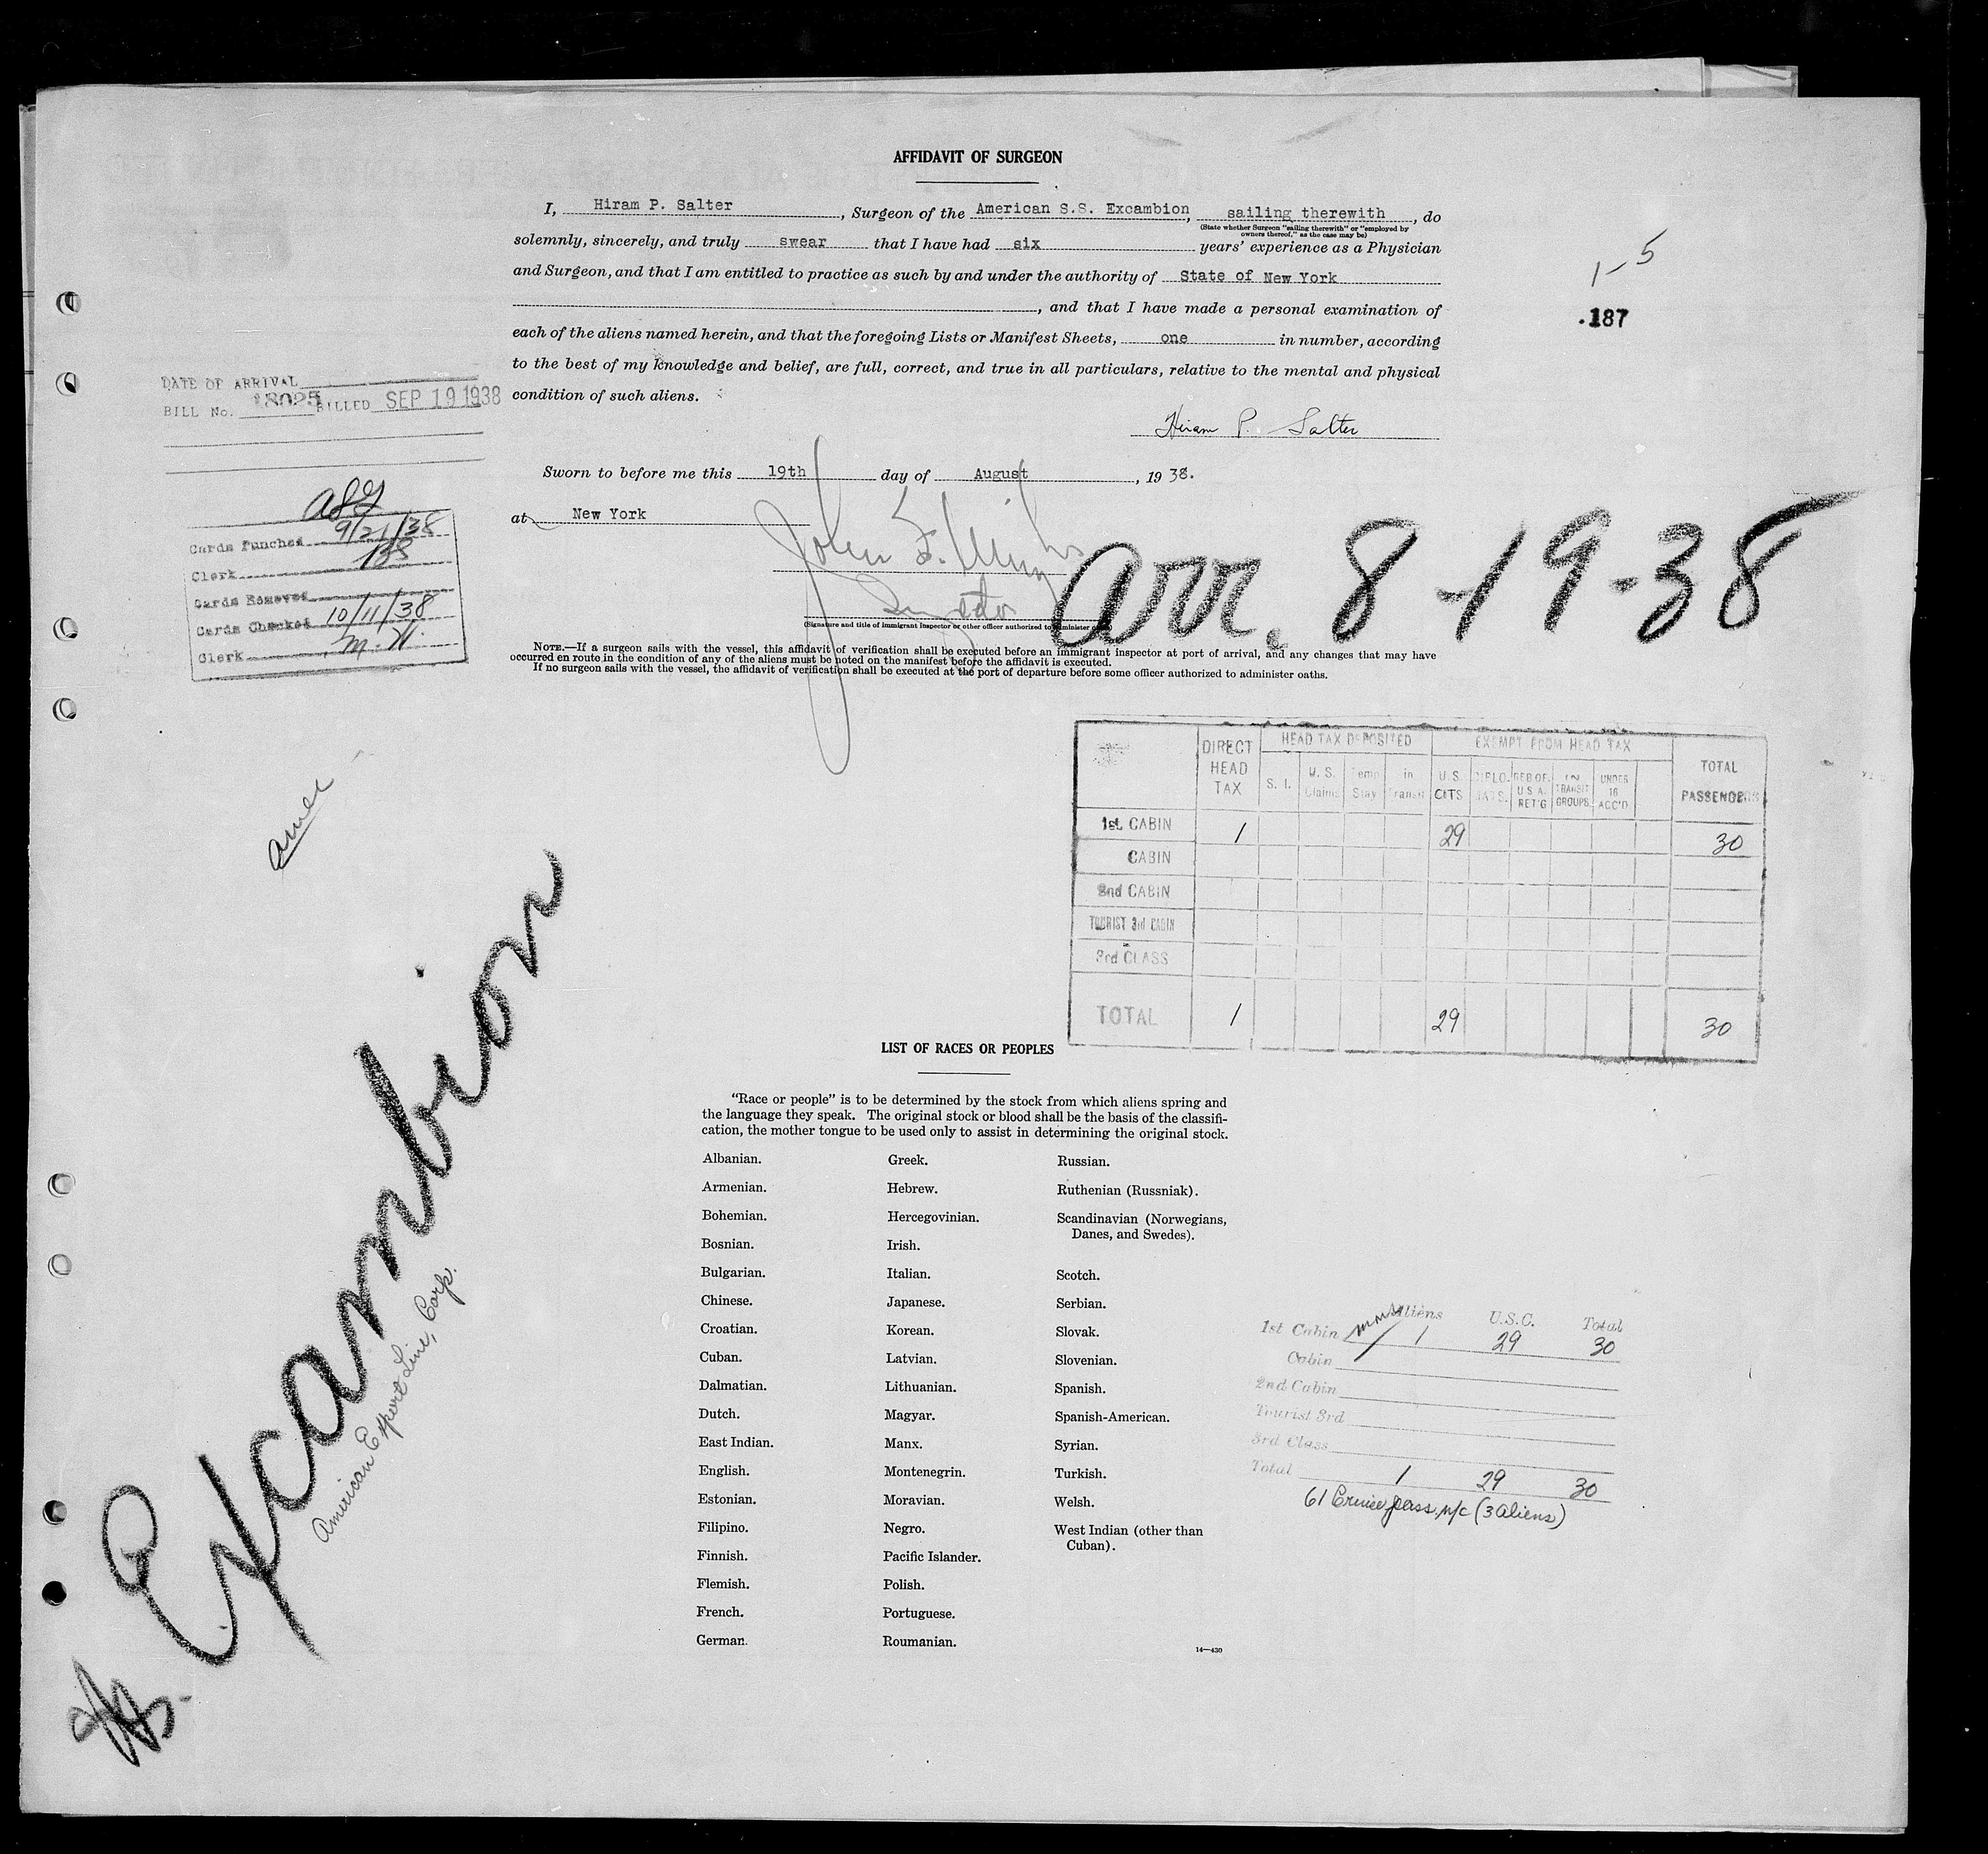 AFFIDAVIT OF SURGEON
I, Hiram P. Salter, Surgeon of the American S.S. Excambion, sailing therewith, do
(State whether Surgeon "sailing therewith" or "employed by
owners thereof," as the case may be)
solemnly, sincerely, and truly swear that I have had six years' experience as a Physician
and Surgeon, and that I am entitled to practice as such by and under the authority of State of New York
, and that I have made a personal examination of
each of the aliens named herein, and that the foregoing Lists or Manifest Sheets, one in number, according
to the best of my knowledge and belief, are full, correct, and true in all particulars, relative to the mental and physical
condition of such aliens.
Hiram P. Salter
1-5
.187
DATE OF ARRIVAL
BILL No. 18025 BILLED SEP 19 1938
Sworn to before me this 19th day of August, 1938.
at New York
John F.
Inspector
(Signature and title of immigrant inspector or other officer authorized to administer
arr. 8-19-38
Cards Punched 9/21/38
Clerk 138
Cards Removed
Cards Checked 10/11/38
Clerk M. H.
NOTE.—If a surgeon sails with the vessel, this affidavit of verification shall be executed before an immigrant inspector at port of arrival, and any changes that may have
occurred en route in the condition of any of the aliens must be noted on the manifest before the affidavit is executed.
If no surgeon sails with the vessel, the affidavit of verification shall be executed at the port of departure before some officer authorized to administer oaths.
DIRECT HEAD TAX
HEAD TAX DEPOSITED
EXEMPT FROM HEAD TAX
TOTAL PASSENGERS
S. I. U. S. Claims Temp Stay in Transit U.S. CITS DIPLO-MATS. RES OF. U S A. RET'G IN TRANSIT GROUPS UNDER 16 ACC'D
1st CABIN 1 29 30
CABIN
2nd CABIN
TOURIST 3rd CABIN
3rd CLASS
TOTAL 1 29 30
amer
SS. Excambion
American Export Line, Corp.
LIST OF RACES OR PEOPLES
"Race or people" is to be determined by the stock from which aliens spring and
the language they speak. The original stock or blood shall be the basis of the classifi-
cation, the mother tongue to be used only to assist in determining the original stock.
Albanian.
Armenian.
Bohemian.
Bosnian.
Bulgarian.
Chinese.
Croatian.
Cuban.
Dalmatian.
Dutch.
East Indian.
English.
Estonian.
Filipino.
Finnish.
Flemish.
French.
German.
Greek.
Hebrew.
Hercegovinian.
Irish.
Italian.
Japanese.
Korean.
Latvian.
Lithuanian.
Magyar.
Manx.
Montenegrin.
Moravian.
Negro.
Pacific Islander.
Polish.
Portuguese.
Roumanian.
Russian.
Ruthenian (Russniak).
Scandinavian (Norwegians,
Danes, and Swedes).
Scotch.
Serbian.
Slovak.
Slovenian.
Spanish.
Spanish-American.
Syrian.
Turkish.
Welsh.
West Indian (other than
Cuban).
14—430
Aliens U.S.C. Total
1st Cabin 1 29 30
Cabin
2nd Cabin
Tourist 3rd
3rd Class
Total 1 29 30
61 Cruise pass. n/c (3 aliens)